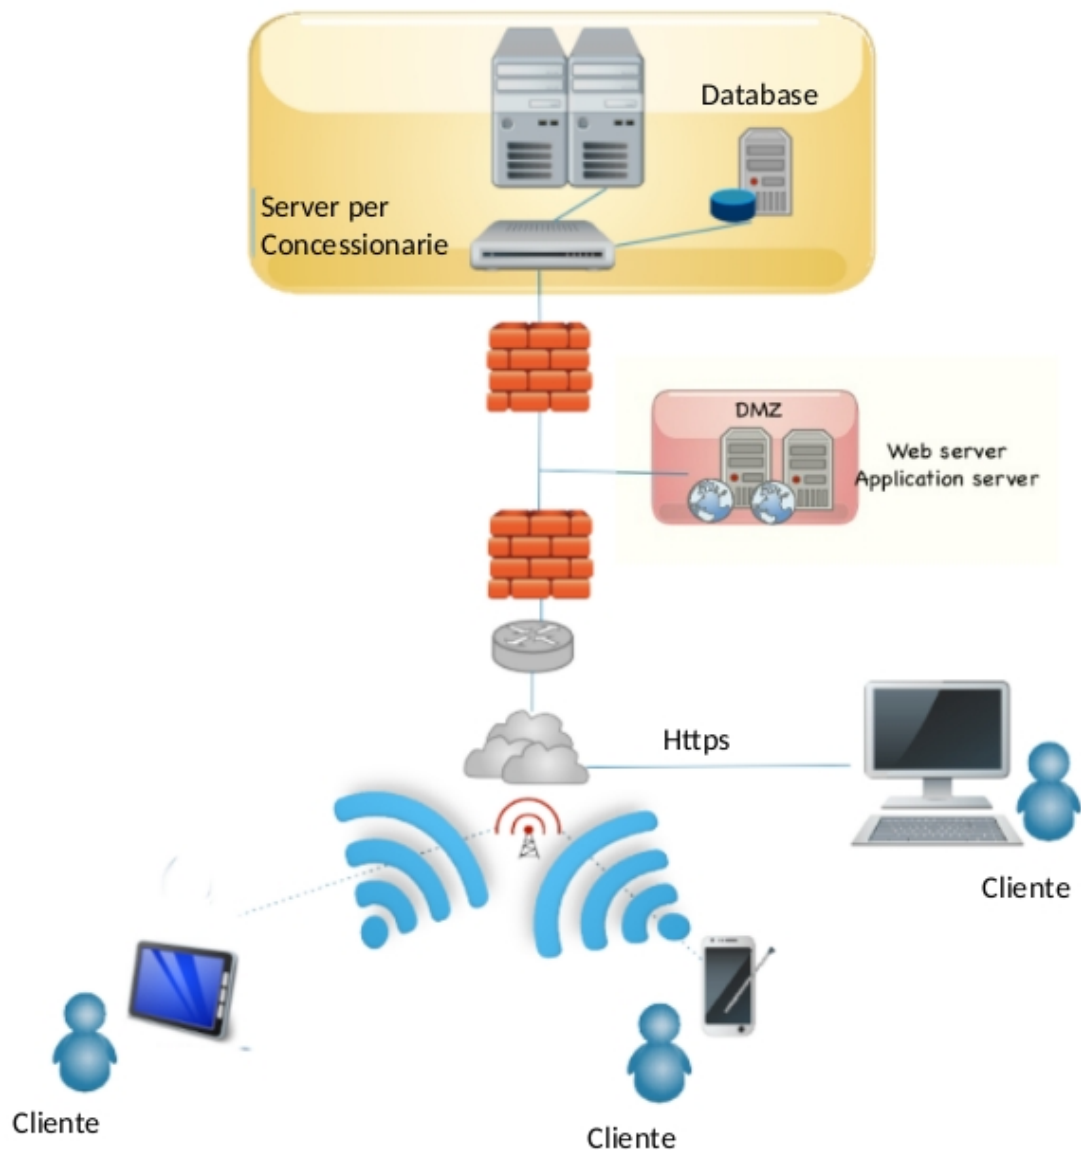 Database
Server per
Concessionarie
DMZ
Web server
Application server
Https
Cliente
Cliente
Cliente